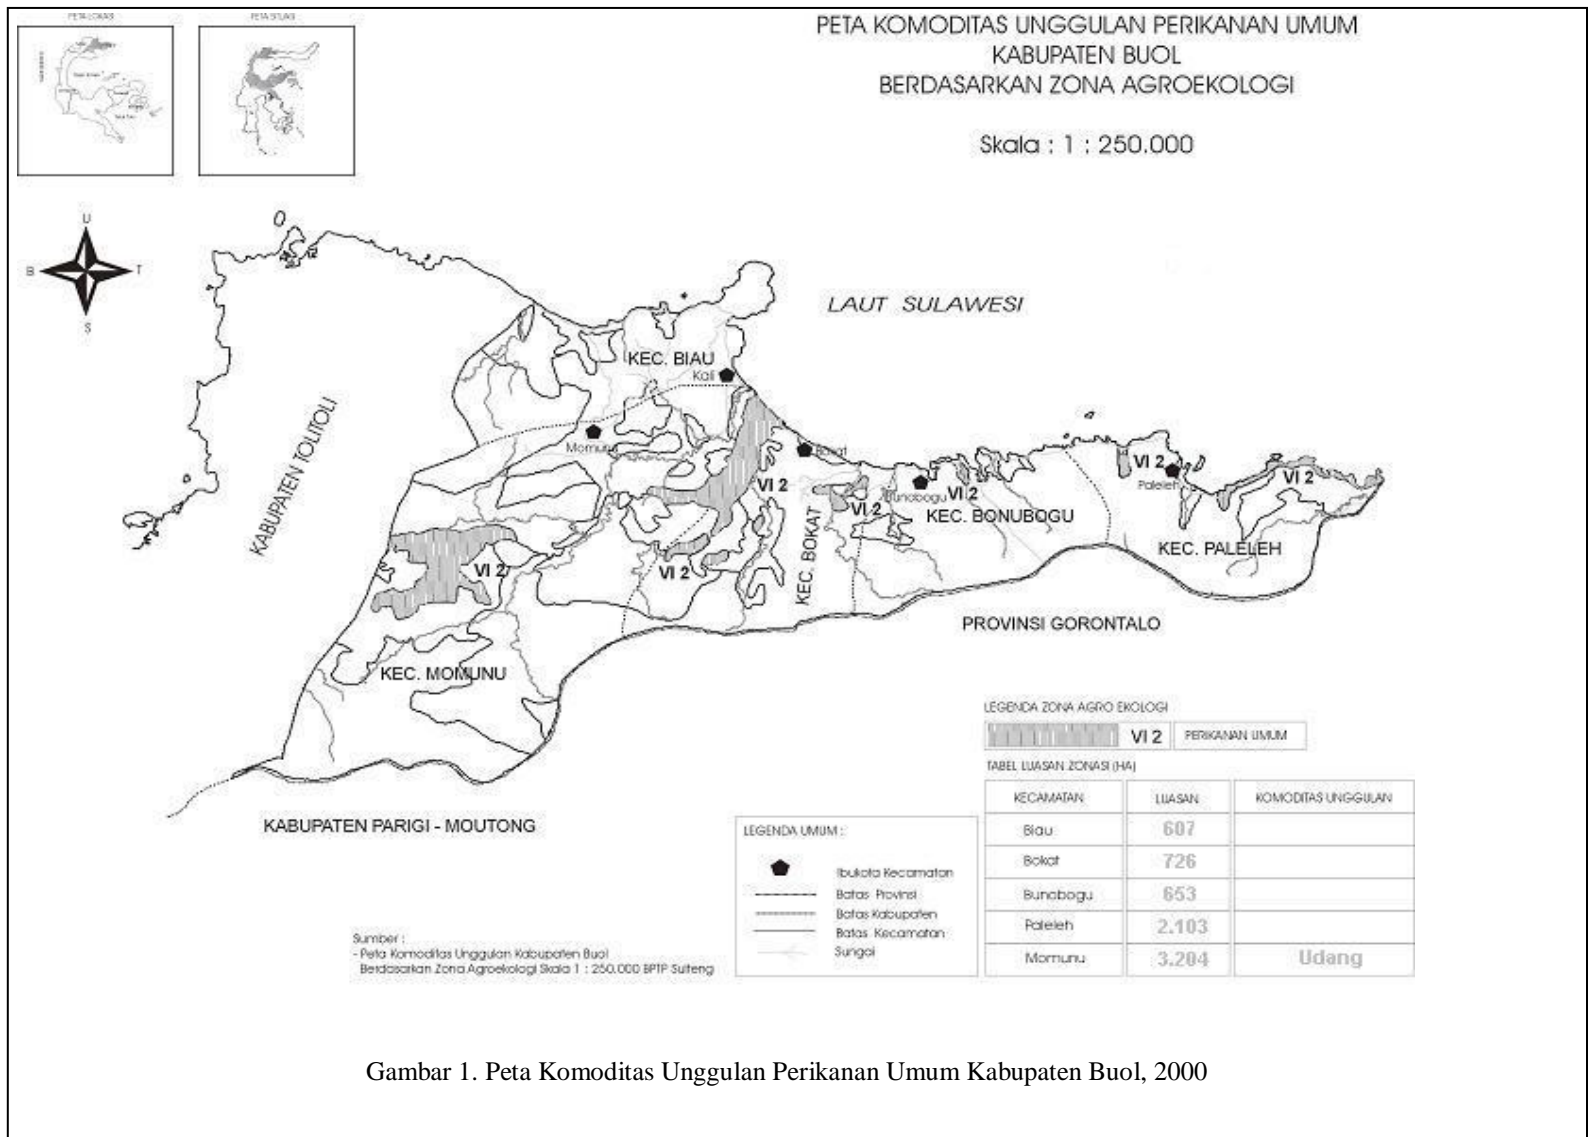 PETA LOKASI
PETA SITUASI
PETA KOMODITAS UNGGULAN PERIKANAN UMUM
KABUPATEN BUOL
BERDASARKAN ZONA AGROEKOLOGI
Skala : 1 : 250.000
U
B
T
S
LAUT SULAWESI
KEC. BIAU
Kali
KABUPATEN TOLITOLI
Momunu
Bokat
VI 2
VI 2
VI 2
Paleleh
VI 2
Bunobogu
VI 2
VI 2
KEC. BONUBOGU
KEC. BOKAT
KEC. PALELEH
VI 2
VI 2
PROVINSI GORONTALO
KEC. MOMUNU
KABUPATEN PARIGI - MOUTONG
LEGENDA ZONA AGRO EKOLOGI
VI 2 PERIKANAN UMUM
TABEL LUASAN ZONASI (HA)
KECAMATAN LUASAN KOMODITAS UNGGULAN
Biau 607
Bokat 726
Bunobogu 653
Paleleh 2.103
Momunu 3.204 Udang
LEGENDA UMUM :
Ibukota Kecamatan
Batas Provinsi
Batas Kabupaten
Batas Kecamatan
Sungai
Sumber :
- Peta Komoditas Unggulan Kabupaten Buol
Berdasarkan Zona Agroekologi Skala 1 : 250.000 BPTP Sulteng
Gambar 1. Peta Komoditas Unggulan Perikanan Umum Kabupaten Buol, 2000